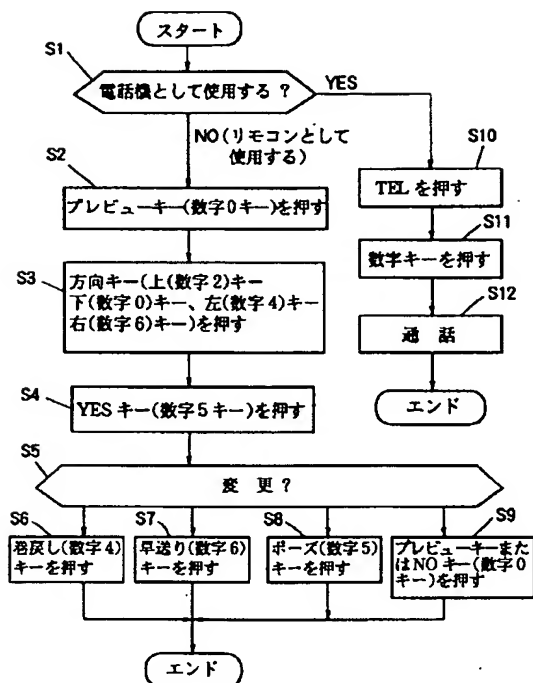 スタート
S1
電話機として使用する?
YES
NO(リモコンとして
使用する)
S2
プレビューキー(数字0キー)を押す
S3
方向キー(上(数字2)キー
下(数字0)キー、左(数字4)キー
右(数字6)キー)を押す
S4
YESキー(数字5キー)を押す
S5
変 更?
S6
巻戻し(数字4)
キーを押す
S7
早送り(数字6)
キーを押す
S8
ポーズ(数字5)
キーを押す
S9
プレビューキーまた
はNOキー(数字0
キー)を押す
エンド
S10
TELを押す
S11
数字キーを押す
S12
通 話
エンド